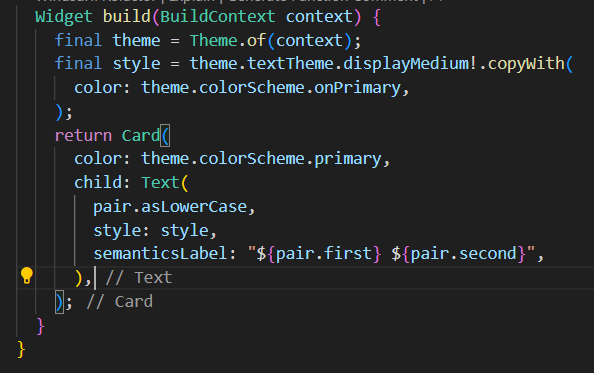 Widget build(BuildContext context) {
final theme = Theme.of(context);
final style = theme.textTheme.displayMedium!.copyWith(
color: theme.colorScheme.onPrimary,
);
return Card(
color: theme.colorScheme.primary,
child: Text(
pair.asLowerCase,
style: style,
semanticsLabel: "${pair.first} ${pair.second}",
), // Text
); // Card
}
}